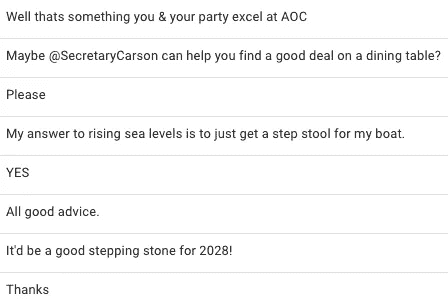 Well thats something you & your party excel at AOC
Maybe @SecretaryCarson can help you find a good deal on a dining table?
Please
My answer to rising sea levels is to just get a step stool for my boat.
YES
All good advice.
It'd be a good stepping stone for 2028!
Thanks